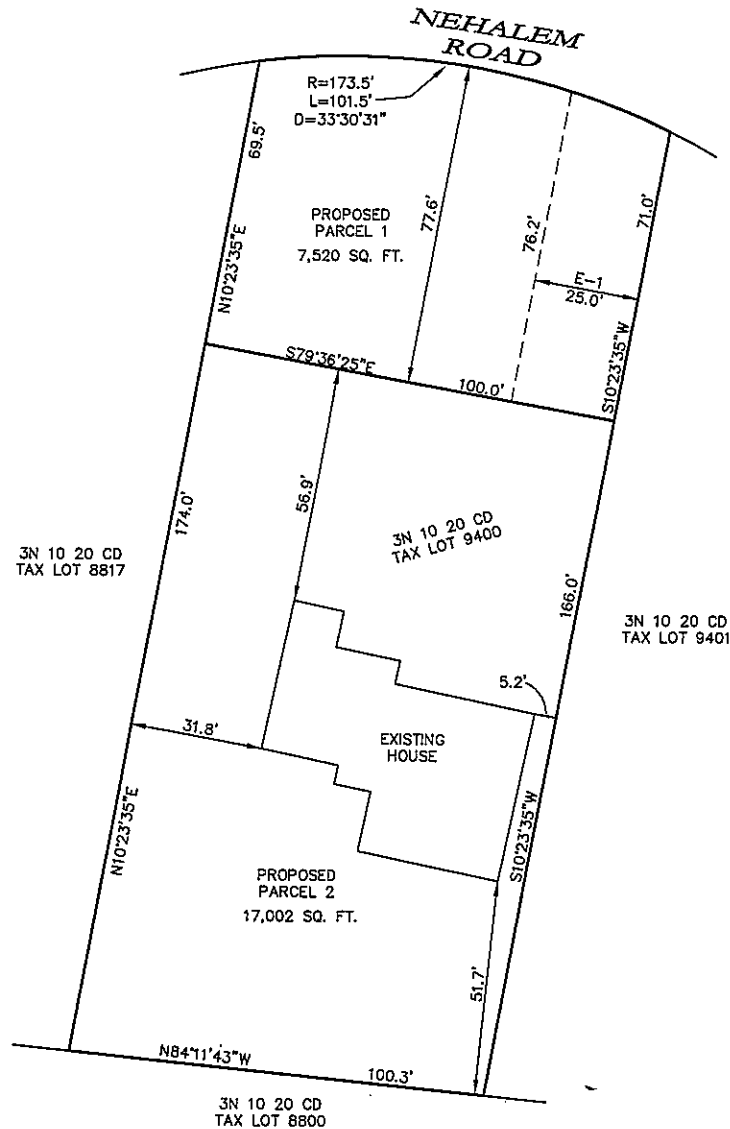 NEHALEM
ROAD
R=173.5'
L=101.5'
D=33°30'31"
69.5'
N10°23'35"E
PROPOSED
PARCEL 1
7,520 SQ. FT.
77.6'
76.2'
71.0'
E-1
25.0'
S10°23'35"W
S79°36'25"E
100.0'
56.9'
174.0'
3N 10 20 CD
TAX LOT 9400
3N 10 20 CD
TAX LOT 8817
166.0'
3N 10 20 CD
TAX LOT 9401
5.2'
31.8'
EXISTING
HOUSE
N10°23'35"E
S10°23'35"W
PROPOSED
PARCEL 2
17,002 SQ. FT.
51.7'
N84°11'43"W
100.3'
3N 10 20 CD
TAX LOT 8800